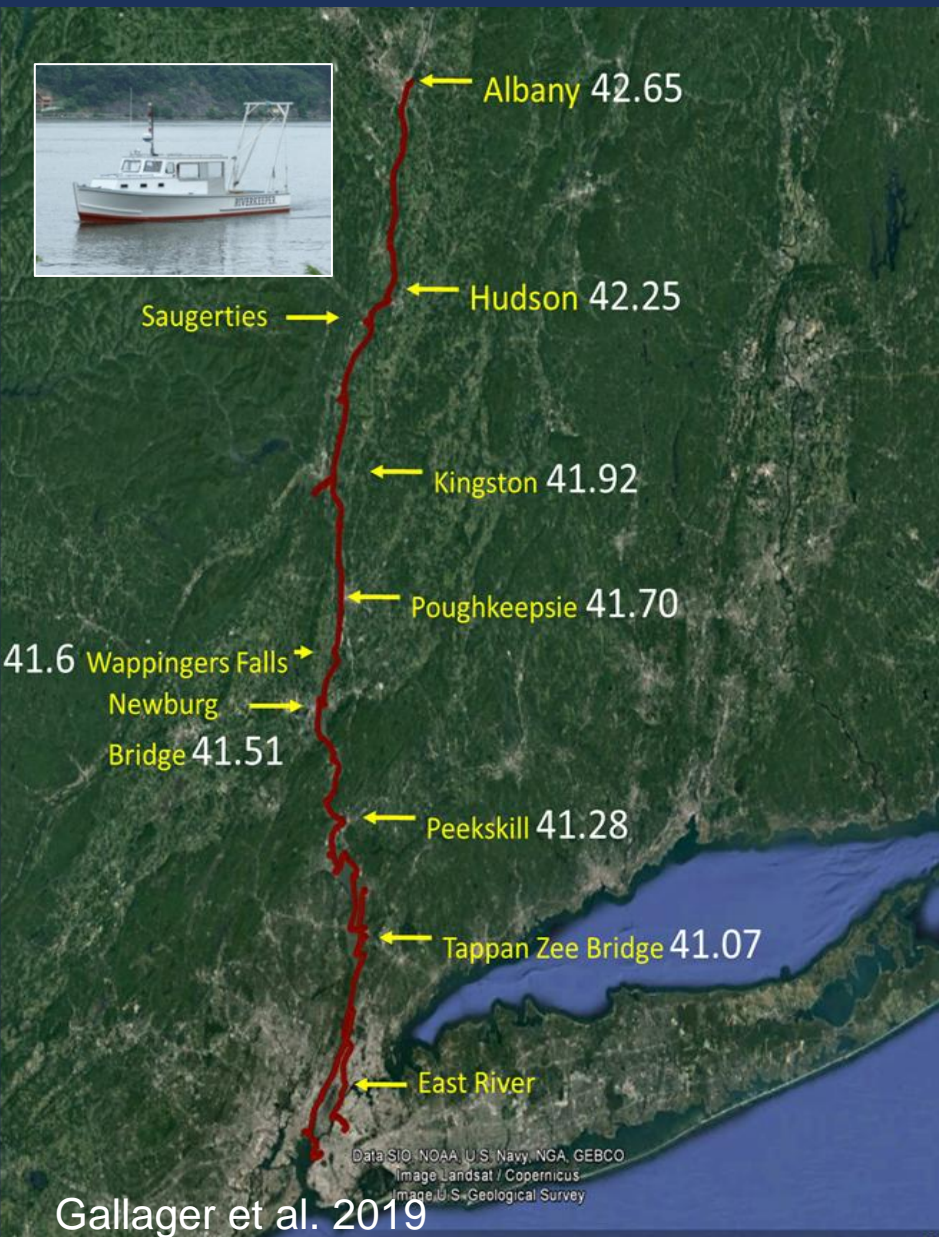 Albany 42.65
RIVERKEEPER
Hudson 42.25
Saugerties
Kingston 41.92
Poughkeepsie 41.70
41.6 Wappingers Falls
Newburg
Bridge 41.51
Peekskill 41.28
Tappan Zee Bridge 41.07
East River
Data SIO, NOAA, U.S. Navy, NGA, GEBCO
Image Landsat / Copernicus
Image U.S. Geological Survey
Gallager et al. 2019